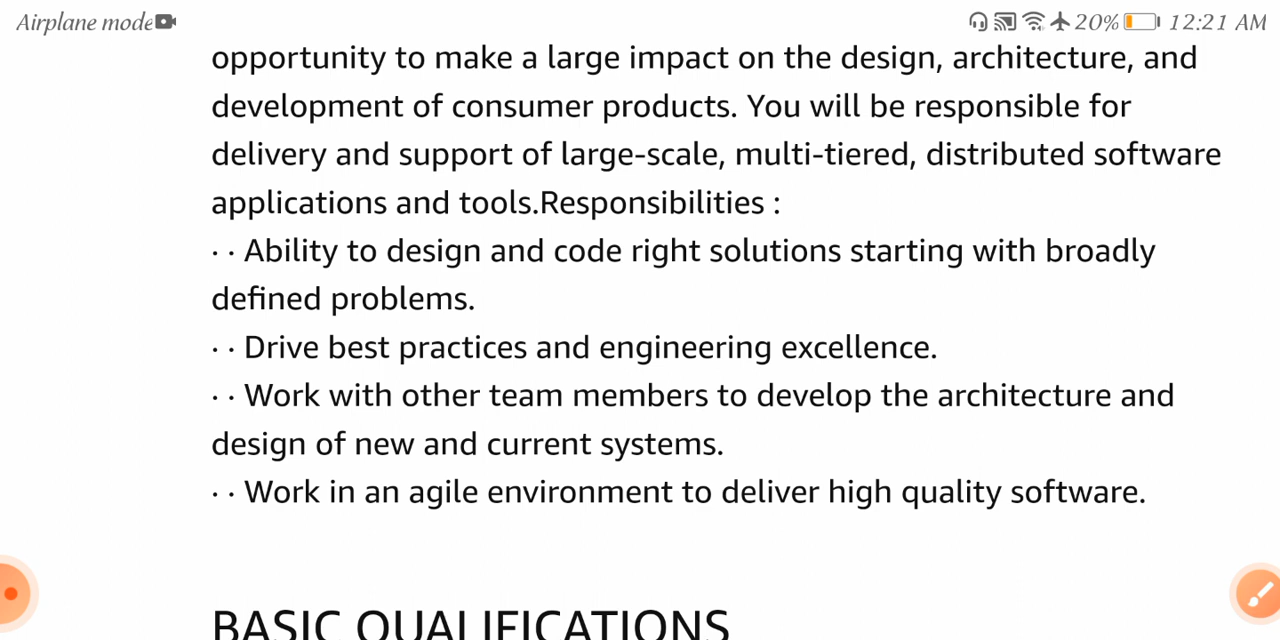 Airplane mode 20% 12:21 AM
opportunity to make a large impact on the design, architecture, and
development of consumer products. You will be responsible for
delivery and support of large-scale, multi-tiered, distributed software
applications and tools.Responsibilities :
· · Ability to design and code right solutions starting with broadly
defined problems.
· · Drive best practices and engineering excellence.
· · Work with other team members to develop the architecture and
design of new and current systems.
· · Work in an agile environment to deliver high quality software.
BASIC QUALIFICATIONS